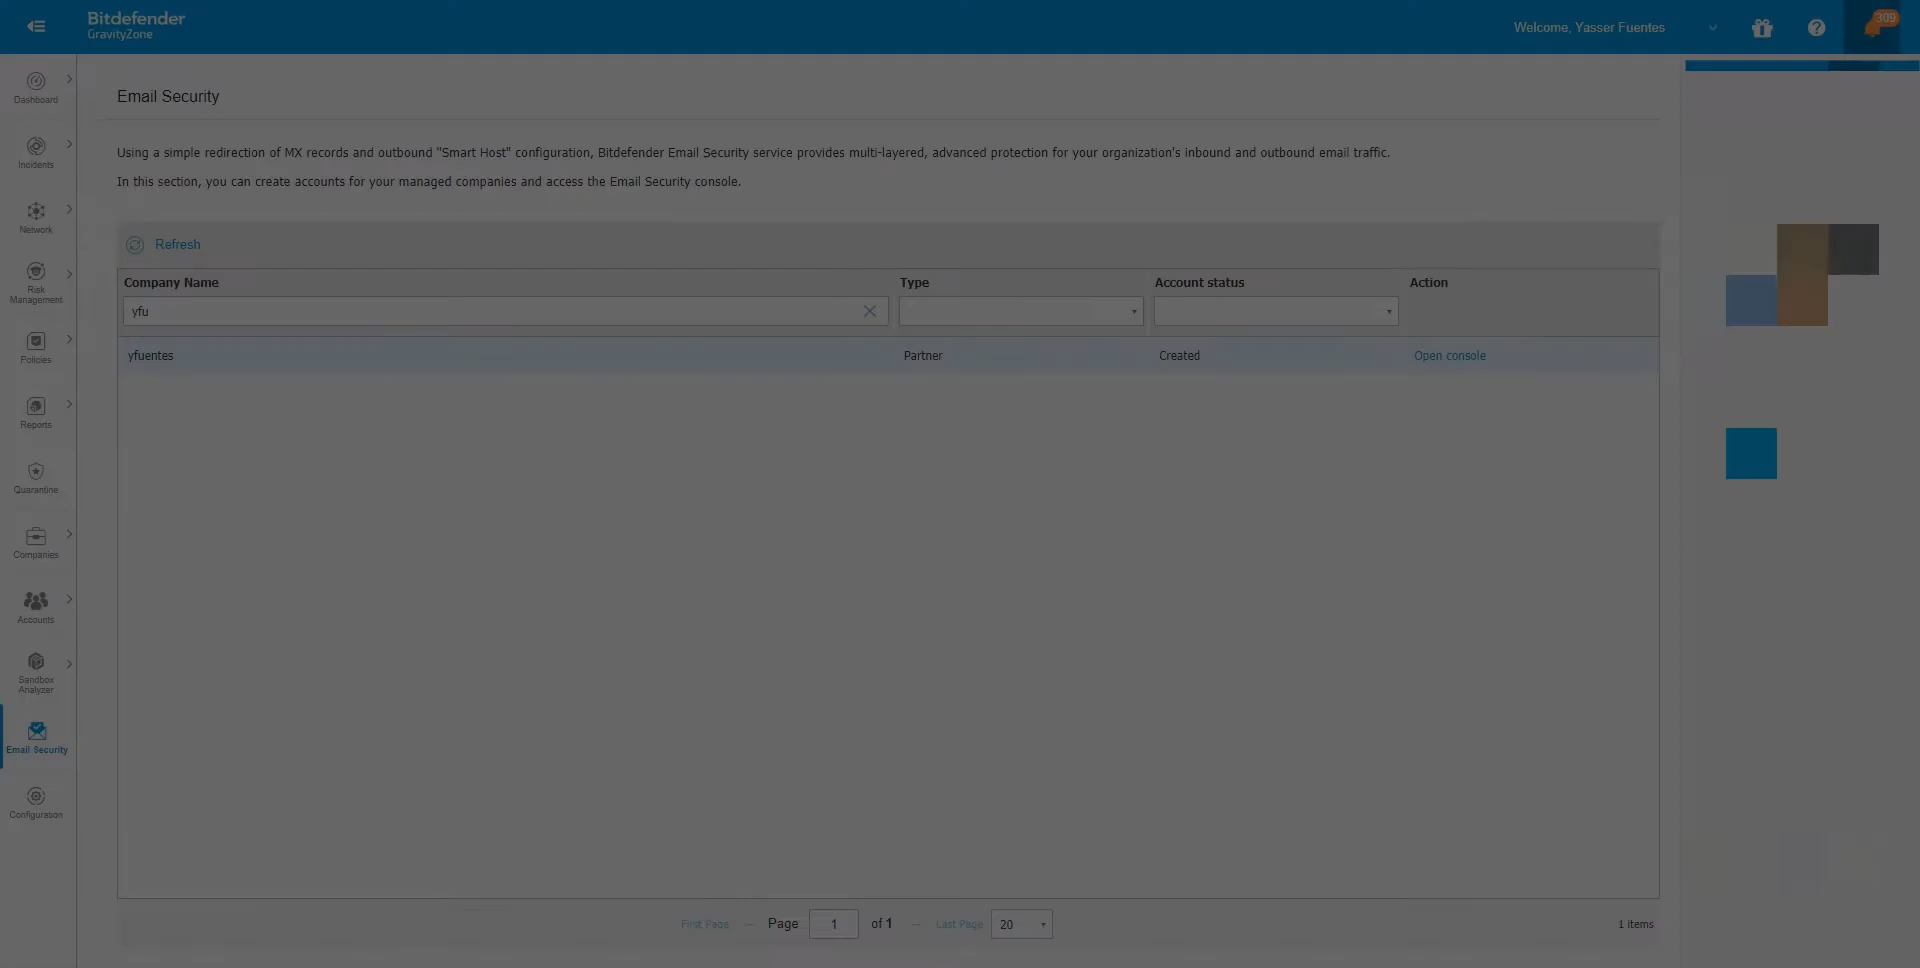 Bitdefender
GravityZone
Welcome, Yasser Fuentes
309
Dashboard
Incidents
Network
Risk
Management
Policies
Reports
Quarantine
Companies
Accounts
Sandbox
Analyzer
Email Security
Configuration
Email Security
Using a simple redirection of MX records and outbound "Smart Host" configuration, Bitdefender Email Security service provides multi-layered, advanced protection for your organization's inbound and outbound email traffic.
In this section, you can create accounts for your managed companies and access the Email Security console.
Refresh
Company Name Type Account status Action
yfu
yfuentes Partner Created Open console
First Page Page 1 of 1 Last Page 20 1 items